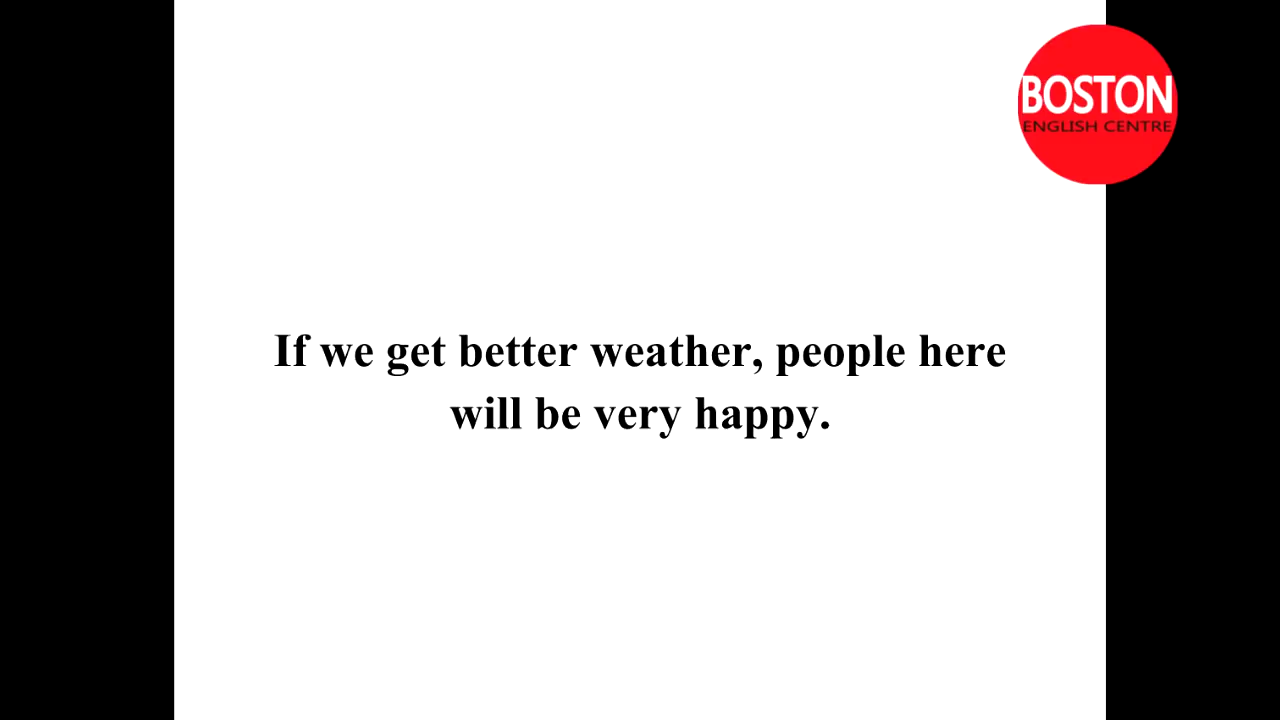 BOSTON
ENGLISH CENTRE
If we get better weather, people here
will be very happy.